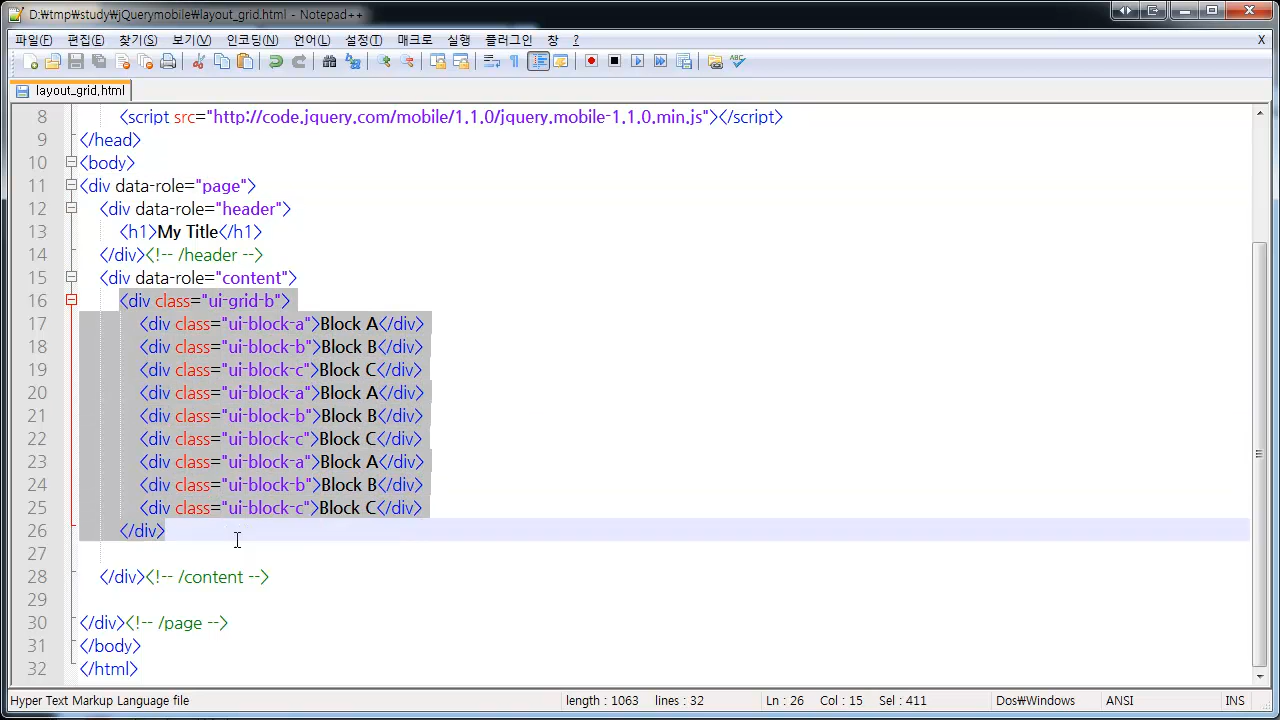 D:\tmp\study\jQuerymobile\layout_grid.html - Notepad++
파일(F) 편집(E) 찾기(S) 보기(V) 인코딩(N) 언어(L) 설정(T) 매크로 실행 플러그인 창 ? X
layout_grid.html
8 <script src="http://code.jquery.com/mobile/1.1.0/jquery.mobile-1.1.0.min.js"></script>
9 </head>
10 <body>
11 <div data-role="page">
12 <div data-role="header">
13 <h1>My Title</h1>
14 </div><!-- /header -->
15 <div data-role="content">
16 <div class="ui-grid-b">
17 <div class="ui-block-a">Block A</div>
18 <div class="ui-block-b">Block B</div>
19 <div class="ui-block-c">Block C</div>
20 <div class="ui-block-a">Block A</div>
21 <div class="ui-block-b">Block B</div>
22 <div class="ui-block-c">Block C</div>
23 <div class="ui-block-a">Block A</div>
24 <div class="ui-block-b">Block B</div>
25 <div class="ui-block-c">Block C</div>
26 </div>
27
28 </div><!-- /content -->
29
30 </div><!-- /page -->
31 </body>
32 </html>
Hyper Text Markup Language file length : 1063 lines : 32 Ln : 26 Col : 15 Sel : 411 Dos\Windows ANSI INS